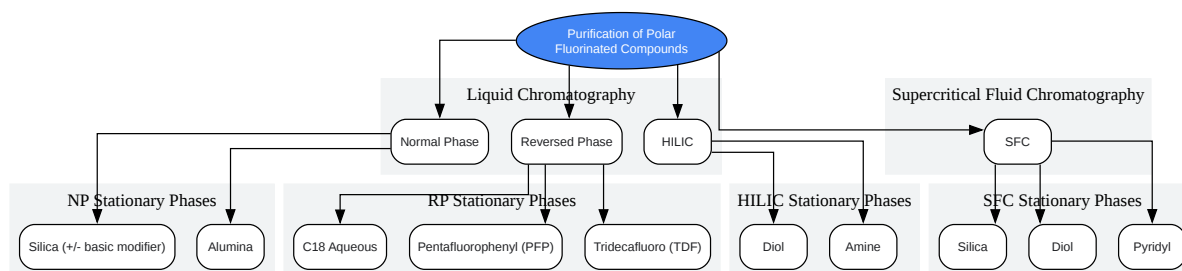 Purification of Polar
Fluorinated Compounds
Liquid Chromatography
Supercritical Fluid Chromatography
Normal Phase
Reversed Phase
HILIC
SFC
NP Stationary Phases
RP Stationary Phases
HILIC Stationary Phases
SFC Stationary Phases
Silica (+/- basic modifier)
Alumina
C18 Aqueous
Pentafluorophenyl (PFP)
Tridecafluoro (TDF)
Diol
Amine
Silica
Diol
Pyridyl